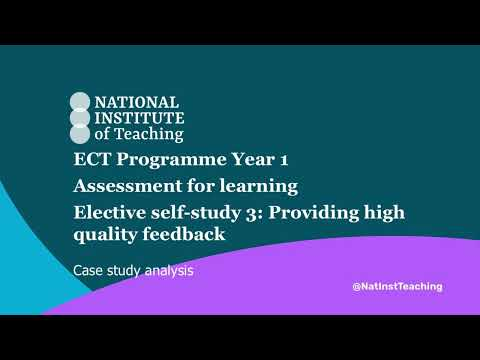 NATIONAL
INSTITUTE
of Teaching
ECT Programme Year 1
Assessment for learning
Elective self-study 3: Providing high
quality feedback
Case study analysis
@NatInstTeaching